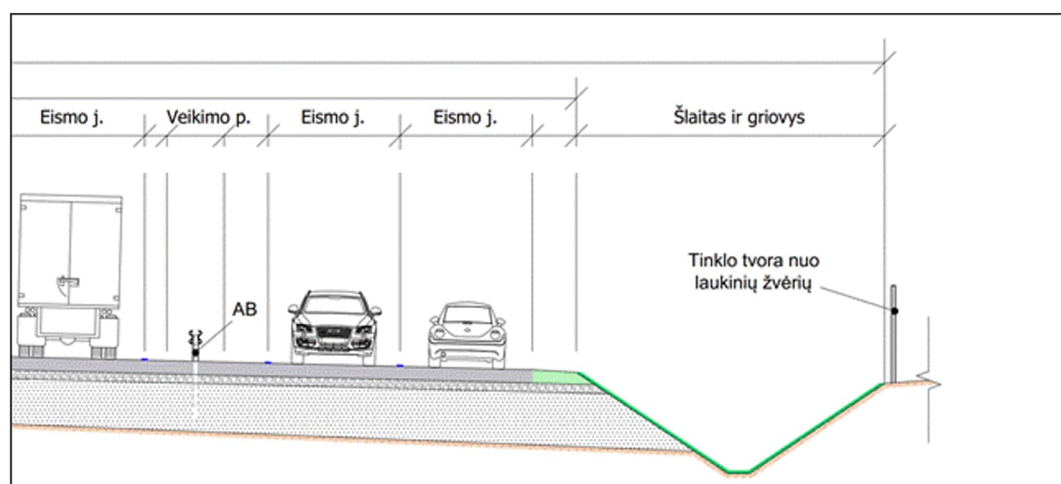 Eismo j.
Veikimo p.
Eismo j.
Eismo j.
Šlaitas ir griovys
Tinklo tvora nuo
laukinių žvėrių
AB